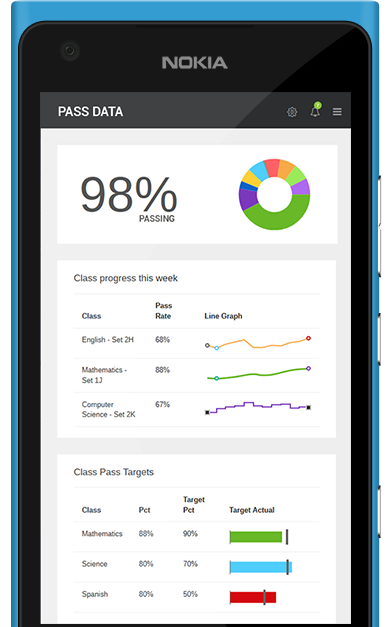 NOKIA
PASS DATA
98%
PASSING
Class progress this week
Class Pass Rate Line Graph
English - Set 2H 68%
Mathematics - Set 1J 88%
Computer Science - Set 2K 67%
Class Pass Targets
Class Pct Target Pct Target Actual
Mathematics 88% 90%
Science 80% 70%
Spanish 80% 50%